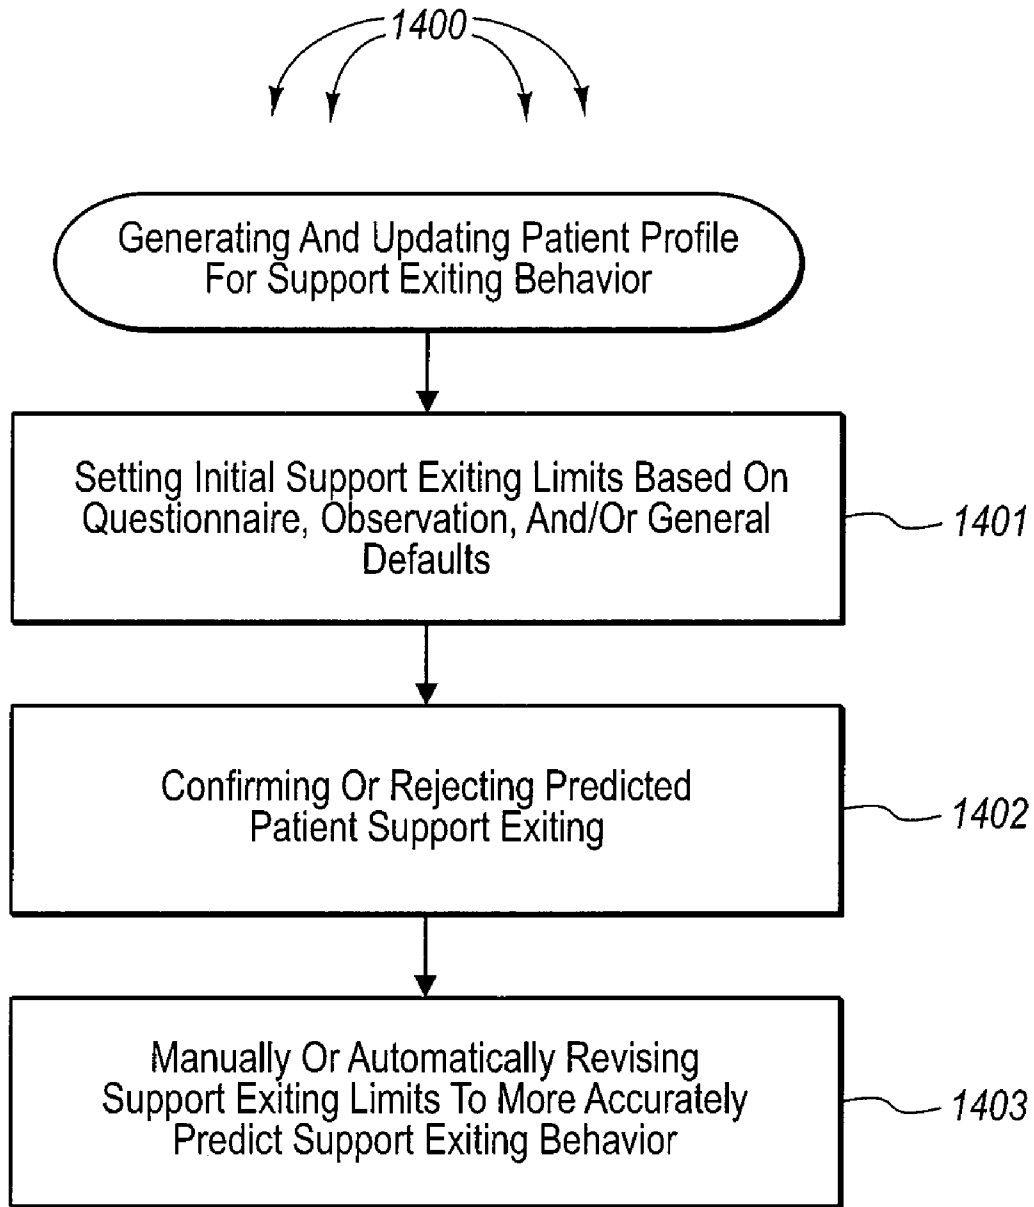 1400
Generating And Updating Patient Profile
For Support Exiting Behavior
Setting Initial Support Exiting Limits Based On
Questionnaire, Observation, And/Or General
Defaults
1401
Confirming Or Rejecting Predicted
Patient Support Exiting
1402
Manually Or Automatically Revising
Support Exiting Limits To More Accurately
Predict Support Exiting Behavior
1403